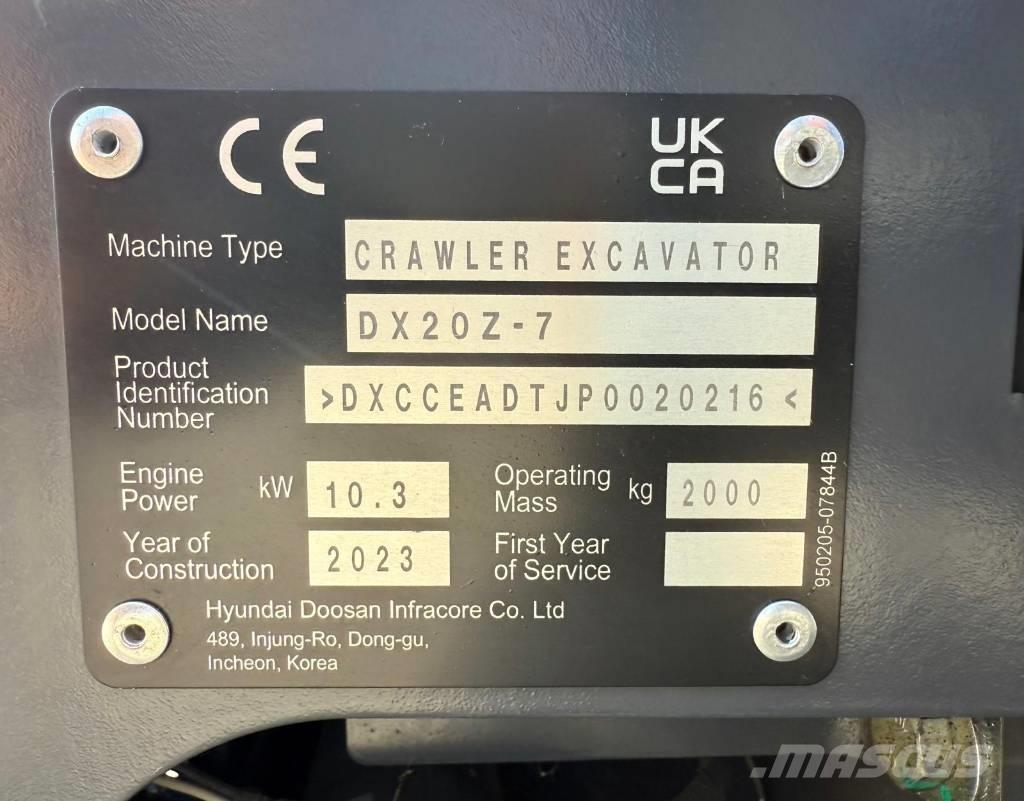 CE
UK
CA
Machine Type CRAWLER EXCAVATOR
Model Name DX20Z-7
Product
Identification
Number >DXCCEADTJP0020216<
Engine
Power kW 10.3 Operating
Mass kg 2000
Year of
Construction 2023 First Year
of Service
950205-07844B
Hyundai Doosan Infracore Co. Ltd
489, Injung-Ro, Dong-gu,
Incheon, Korea
MASCUS